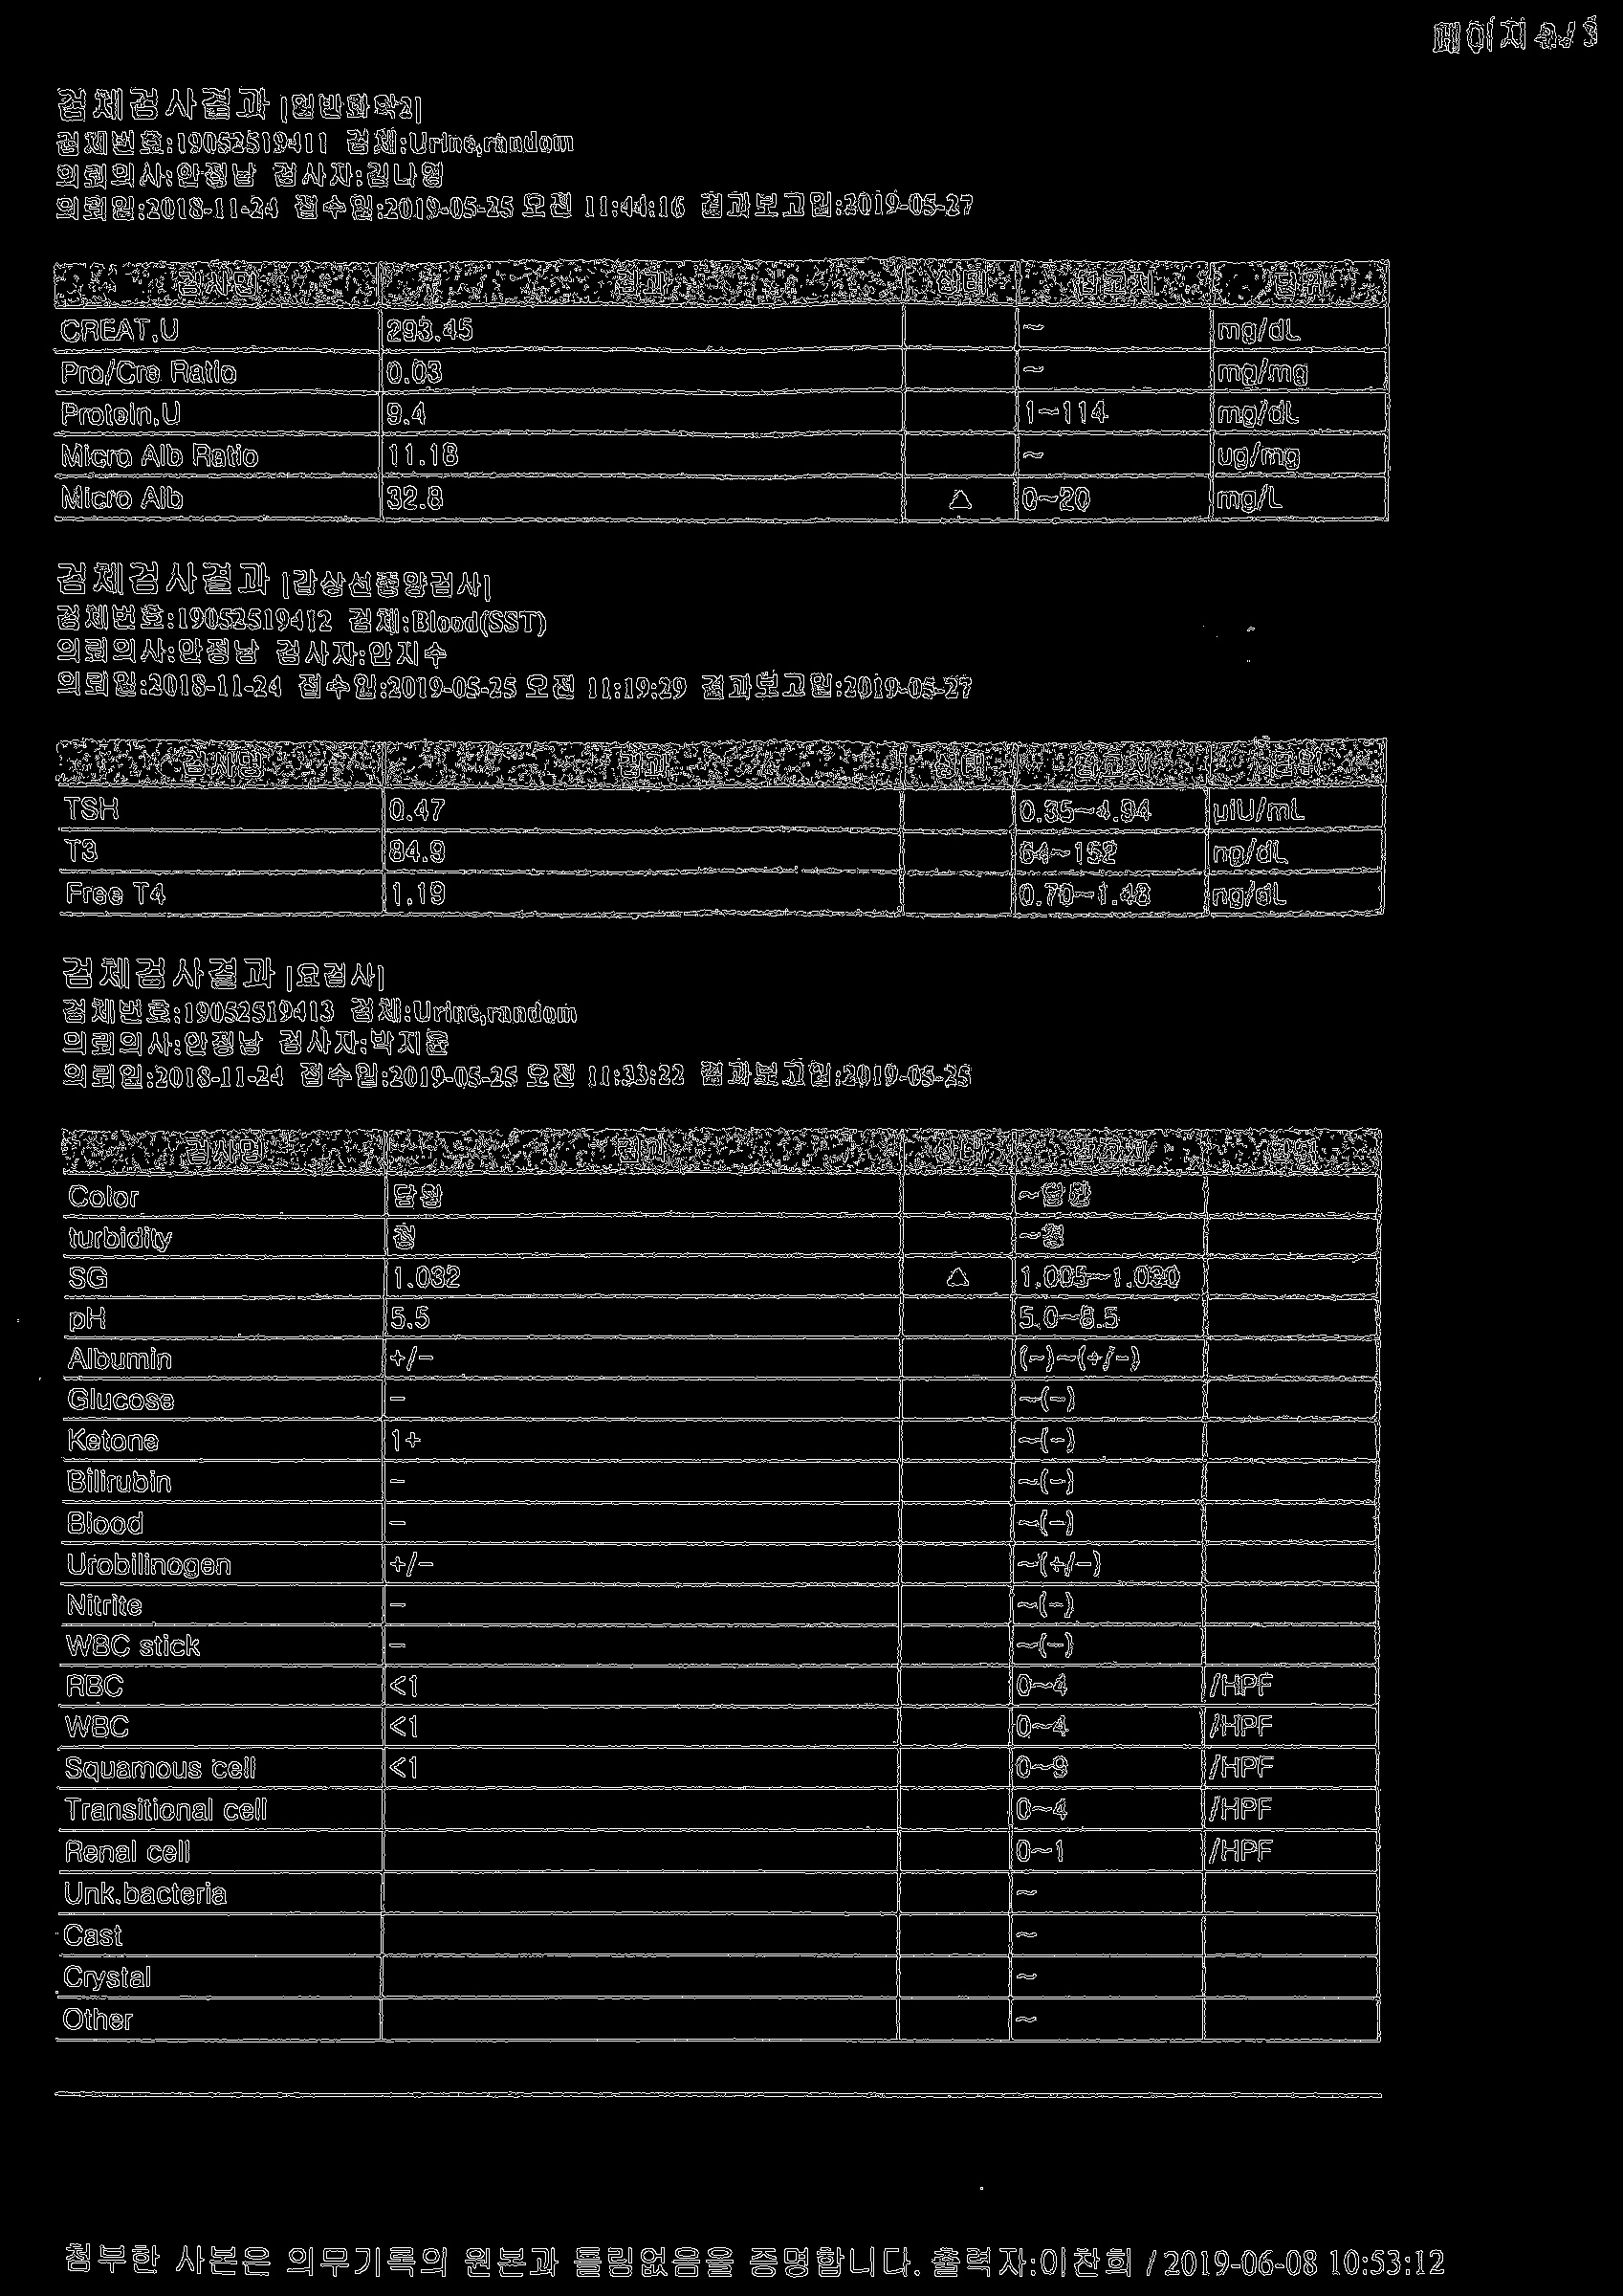 페이지 2 / 3
검체검사결과 [일반화학2]
검체번호:19052519411 검체:Urine,random
의뢰의사:안정남 검사자:김나영
의뢰일:2018-11-24 접수일:2019-05-25 오전 11:44:16 결과보고일:2019-05-27
검사명 결과 상태 참고치 단위
CREAT.U 293.45 ~ mg/dL
Pro/Cre Ratio 0.03 ~ mg/mg
Protein.U 9.4 1~114 mg/dL
Micro Alb Ratio 11.18 ~ ug/mg
Micro Alb 32.8 △ 0~20 mg/L
검체검사결과 [갑상선종양검사]
검체번호:19052519412 검체:Blood(SST)
의뢰의사:안정남 검사자:안지수
의뢰일:2018-11-24 접수일:2019-05-25 오전 11:19:29 결과보고일:2019-05-27
검사명 결과 상태 참고치 단위
TSH 0.47 0.35~4.94 uIU/mL
T3 84.9 64~152 ng/dL
Free T4 1.19 0.70~1.48 ng/dL
검체검사결과 [요검사]
검체번호:19052519413 검체:Urine,random
의뢰의사:안정남 검사자:박지윤
의뢰일:2018-11-24 접수일:2019-05-25 오전 11:33:22 결과보고일:2019-05-25
검사명 결과 상태 참고치 단위
Color 담황 ~담황
turbidity 청 ~청
SG 1.032 △ 1.005~1.030
pH 5.5 5.0~8.5
Albumin +/- (-)~(+/-)
Glucose - ~(-)
Ketone 1+ ~(-)
Bilirubin - ~(-)
Blood - ~(-)
Urobilinogen +/- ~(+/-)
Nitrite - ~(-)
WBC stick - ~(-)
RBC <1 0~4 /HPF
WBC <1 0~4 /HPF
Squamous cell <1 0~9 /HPF
Transitional cell 0~4 /HPF
Renal cell 0~1 /HPF
Unk.bacteria ~
Cast ~
Crystal ~
Other ~
첨부한 사본은 의무기록의 원본과 틀림없음을 증명합니다. 출력자:이찬희 / 2019-06-08 10:53:12